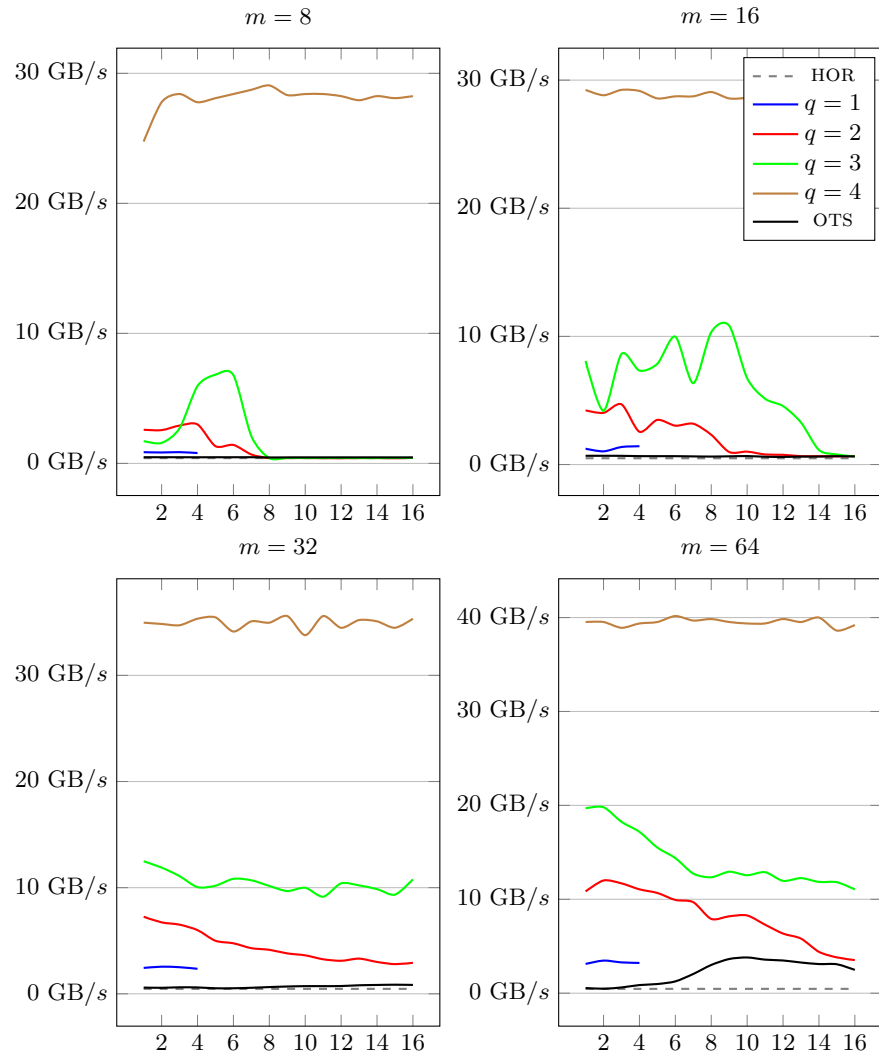 m = 8
30 GB/s
20 GB/s
10 GB/s
0 GB/s
2 4 6 8 10 12 14 16
m = 16
30 GB/s
20 GB/s
10 GB/s
0 GB/s
2 4 6 8 10 12 14 16
HOR
q = 1
q = 2
q = 3
q = 4
OTS
m = 32
30 GB/s
20 GB/s
10 GB/s
0 GB/s
2 4 6 8 10 12 14 16
m = 64
40 GB/s
30 GB/s
20 GB/s
10 GB/s
0 GB/s
2 4 6 8 10 12 14 16